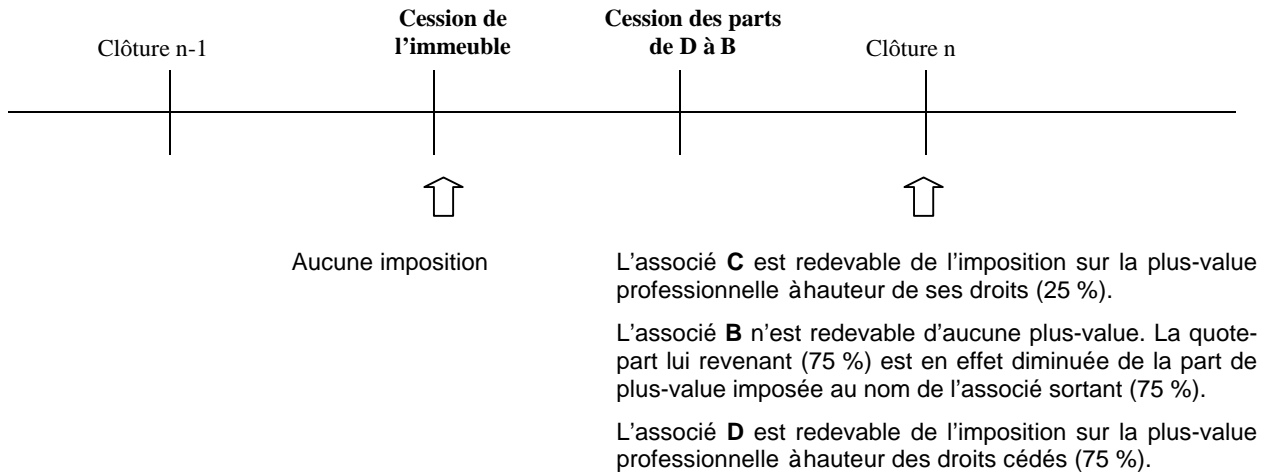 Cession de
l’immeuble
Cession des parts
de D à B
Clôture n-1
Clôture n
Aucune imposition
L’associé C est redevable de l’imposition sur la plus-value
professionnelle àhauteur de ses droits (25 %).
L’associé B n’est redevable d’aucune plus-value. La quote-
part lui revenant (75 %) est en effet diminuée de la part de
plus-value imposée au nom de l’associé sortant (75 %).
L’associé D est redevable de l’imposition sur la plus-value
professionnelle àhauteur des droits cédés (75 %).